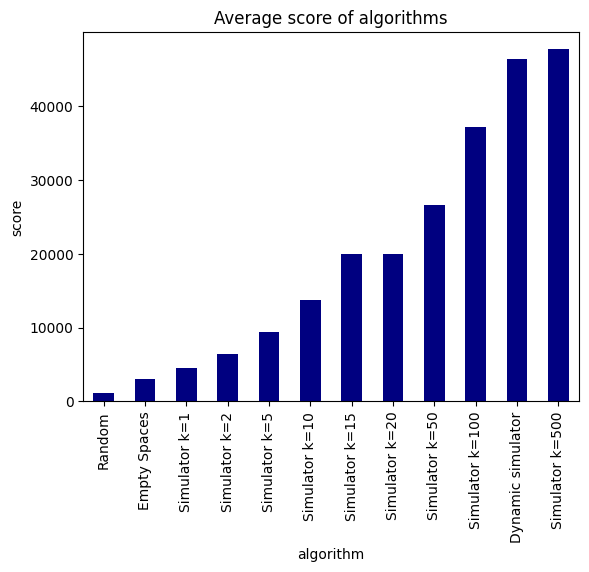 Average score of algorithms
score
40000
30000
20000
10000
0
Random
Empty Spaces
Simulator k=1
Simulator k=2
Simulator k=5
Simulator k=10
Simulator k=15
Simulator k=20
Simulator k=50
Simulator k=100
Dynamic simulator
Simulator k=500
algorithm